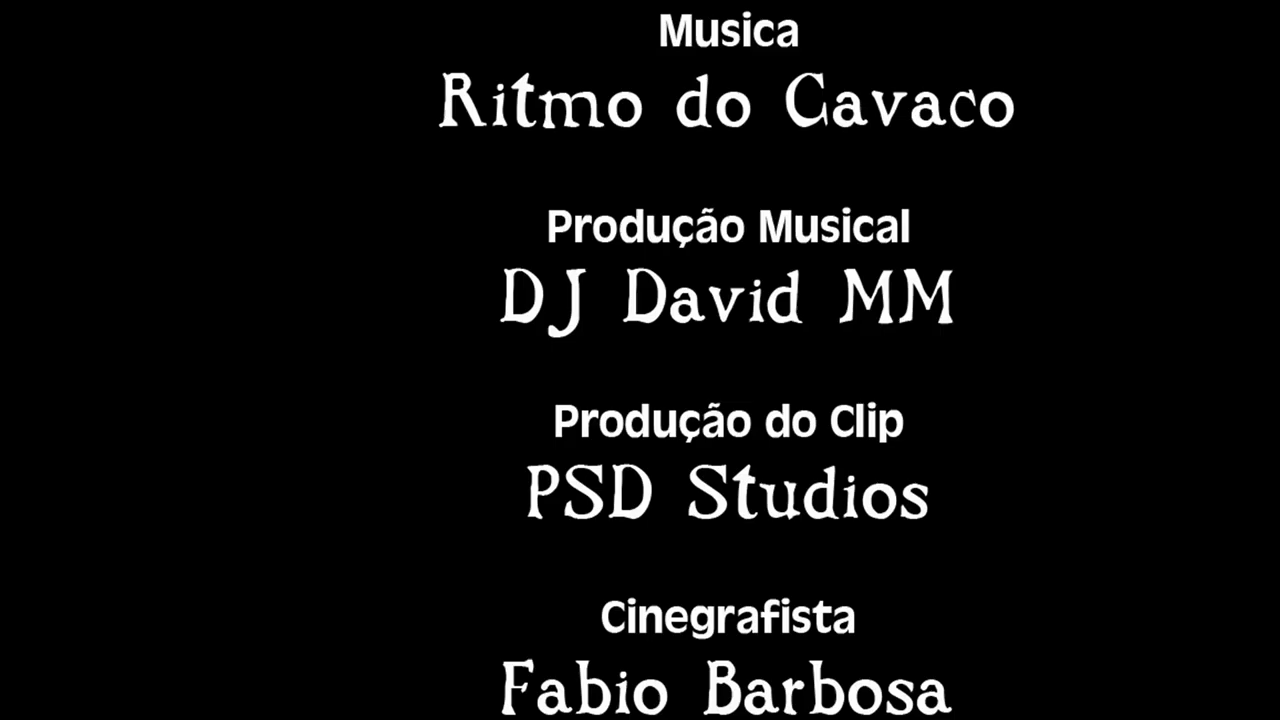 Musica
Ritmo do Cavaco
Produção Musical
DJ David MM
Produção do Clip
PSD Studios
Cinegrafista
Fabio Barbosa